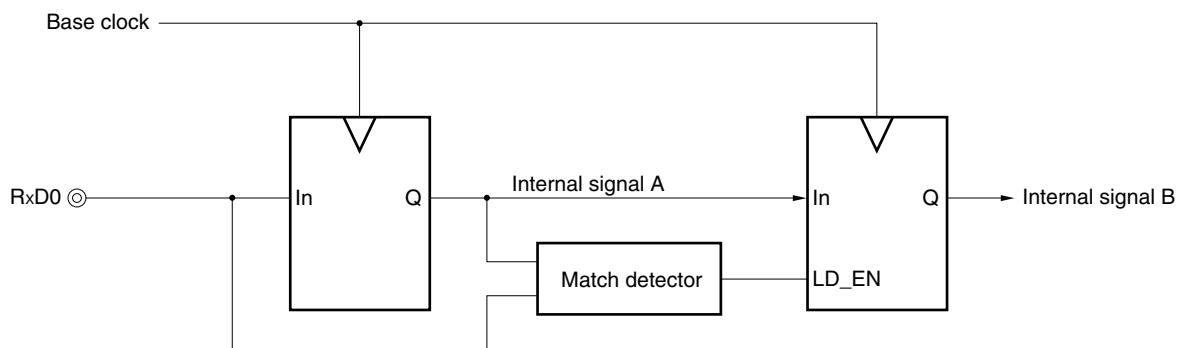 Base clock
RxD0
In
Q
Internal signal A
In
Q
Internal signal B
Match detector
LD_EN